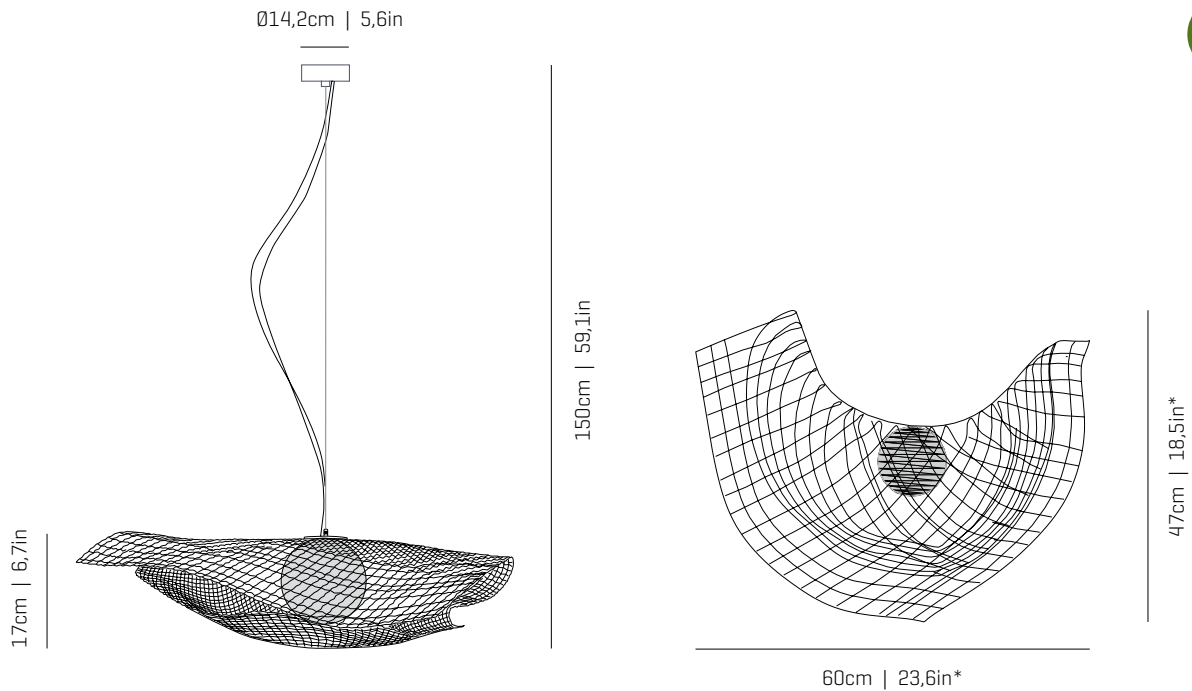 Ø14,2cm | 5,6in
150cm | 59,1in
17cm | 6,7in
47cm | 18,5in*
60cm | 23,6in*